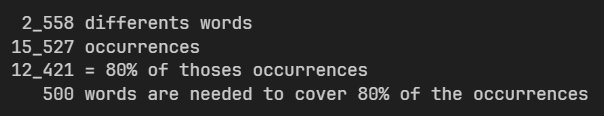 2_558 differents words
15_527 occurrences
12_421 = 80% of thoses occurrences
500 words are needed to cover 80% of the occurrences